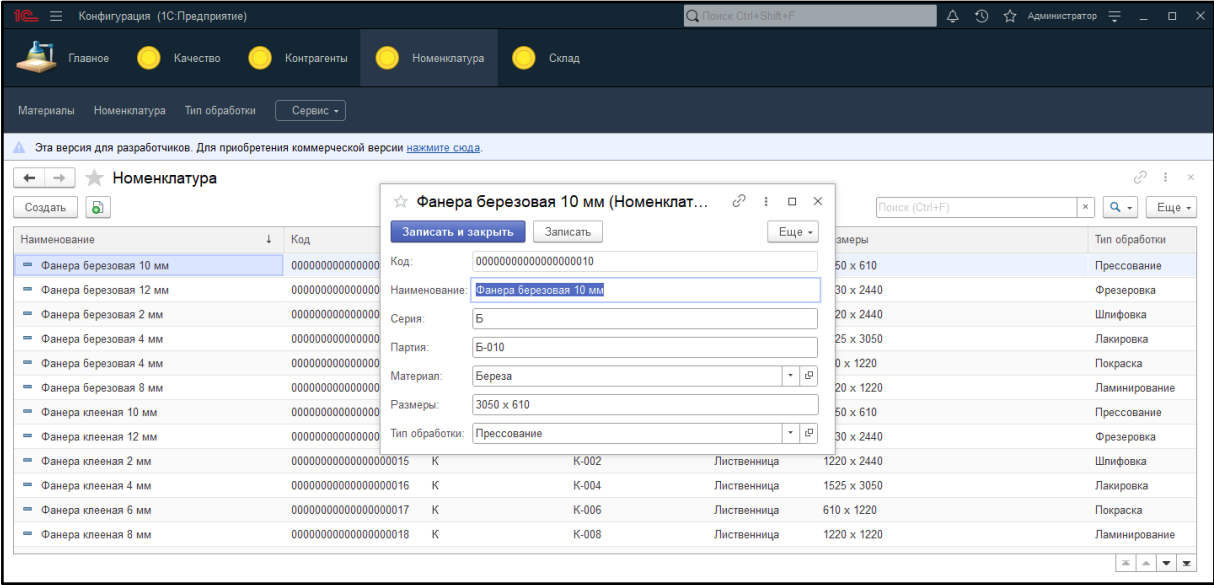 1С Конфигурация (1С:Предприятие) Поиск Ctrl+Shift+F Администратор
Главное Качество Контрагенты Номенклатура Склад
Материалы Номенклатура Тип обработки Сервис
Эта версия для разработчиков. Для приобретения коммерческой версии нажмите сюда.
Номенклатура
Создать Поиск (Ctrl+F) × Еще
Наименование ↓ Код Тип обработки
Фанера березовая 10 мм Прессование
Фанера березовая 12 мм Фрезеровка
Фанера березовая 2 мм Шлифовка
Фанера березовая 4 мм Лакировка
Фанера березовая 4 мм Покраска
Фанера березовая 8 мм Ламинирование
Фанера клееная 10 мм Прессование
Фанера клееная 12 мм Фрезеровка
Фанера клееная 2 мм 00000000000000000015 К К-002 Лиственница 1220 x 2440 Шлифовка
Фанера клееная 4 мм 00000000000000000016 К К-004 Лиственница 1525 x 3050 Лакировка
Фанера клееная 6 мм 00000000000000000017 К К-006 Лиственница 610 x 1220 Покраска
Фанера клееная 8 мм 00000000000000000018 К К-008 Лиственница 1220 x 1220 Ламинирование
Фанера березовая 10 мм (Номенклат...
Записать и закрыть Записать Еще
Код: 00000000000000000010
Наименование: Фанера березовая 10 мм
Серия: Б
Партия: Б-010
Материал: Береза
Размеры: 3050 x 610
Тип обработки: Прессование